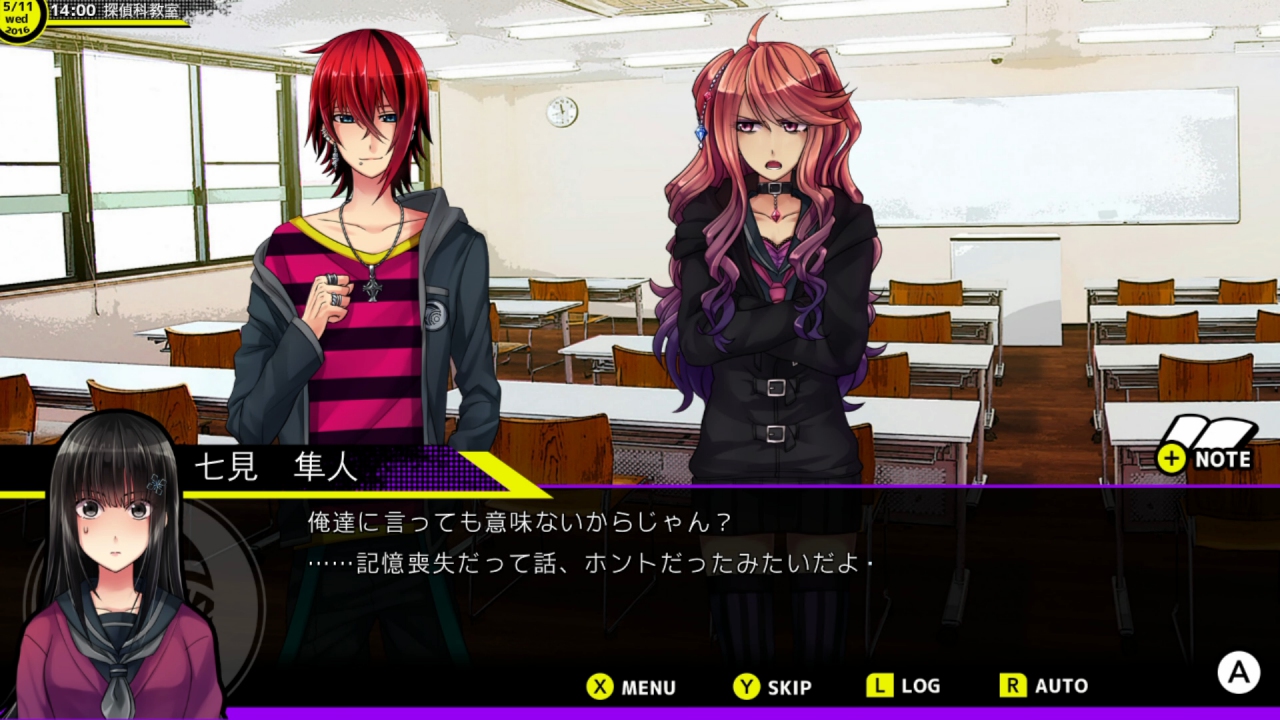 5/11
wed
2016
14:00 探偵科教室
NOTE
七見 隼人
俺達に言っても意味ないからじゃん？
……記憶喪失だって話、ホントだったみたいだよ・
X MENU
Y SKIP
L LOG
R AUTO
A